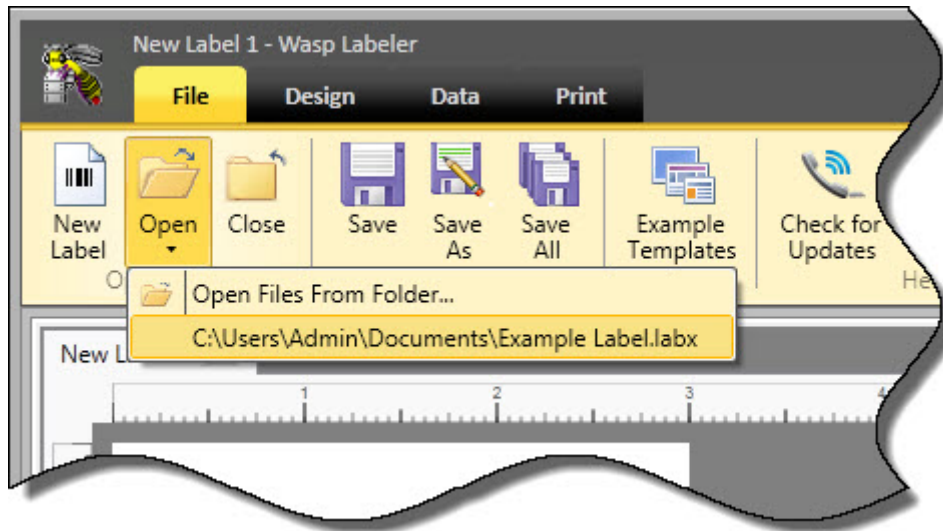 New Label 1 - Wasp Labeler
File Design Data Print
New Label
Open
Close
Save
Save As
Save All
Example Templates
Check for Updates
Open Files From Folder...
C:\Users\Admin\Documents\Example Label.labx
1 2 3 4